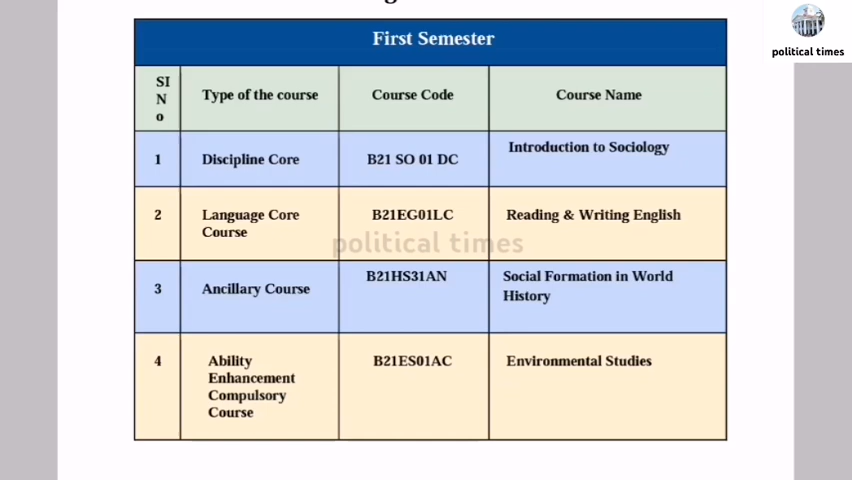 political times
First Semester
SI
N
o
Type of the course
Course Code
Course Name
1
Discipline Core
B21 SO 01 DC
Introduction to Sociology
2
Language Core
Course
B21EG01LC
Reading & Writing English
political times
3
Ancillary Course
B21HS31AN
Social Formation in World
History
4
Ability
Enhancement
Compulsory
Course
B21ES01AC
Environmental Studies